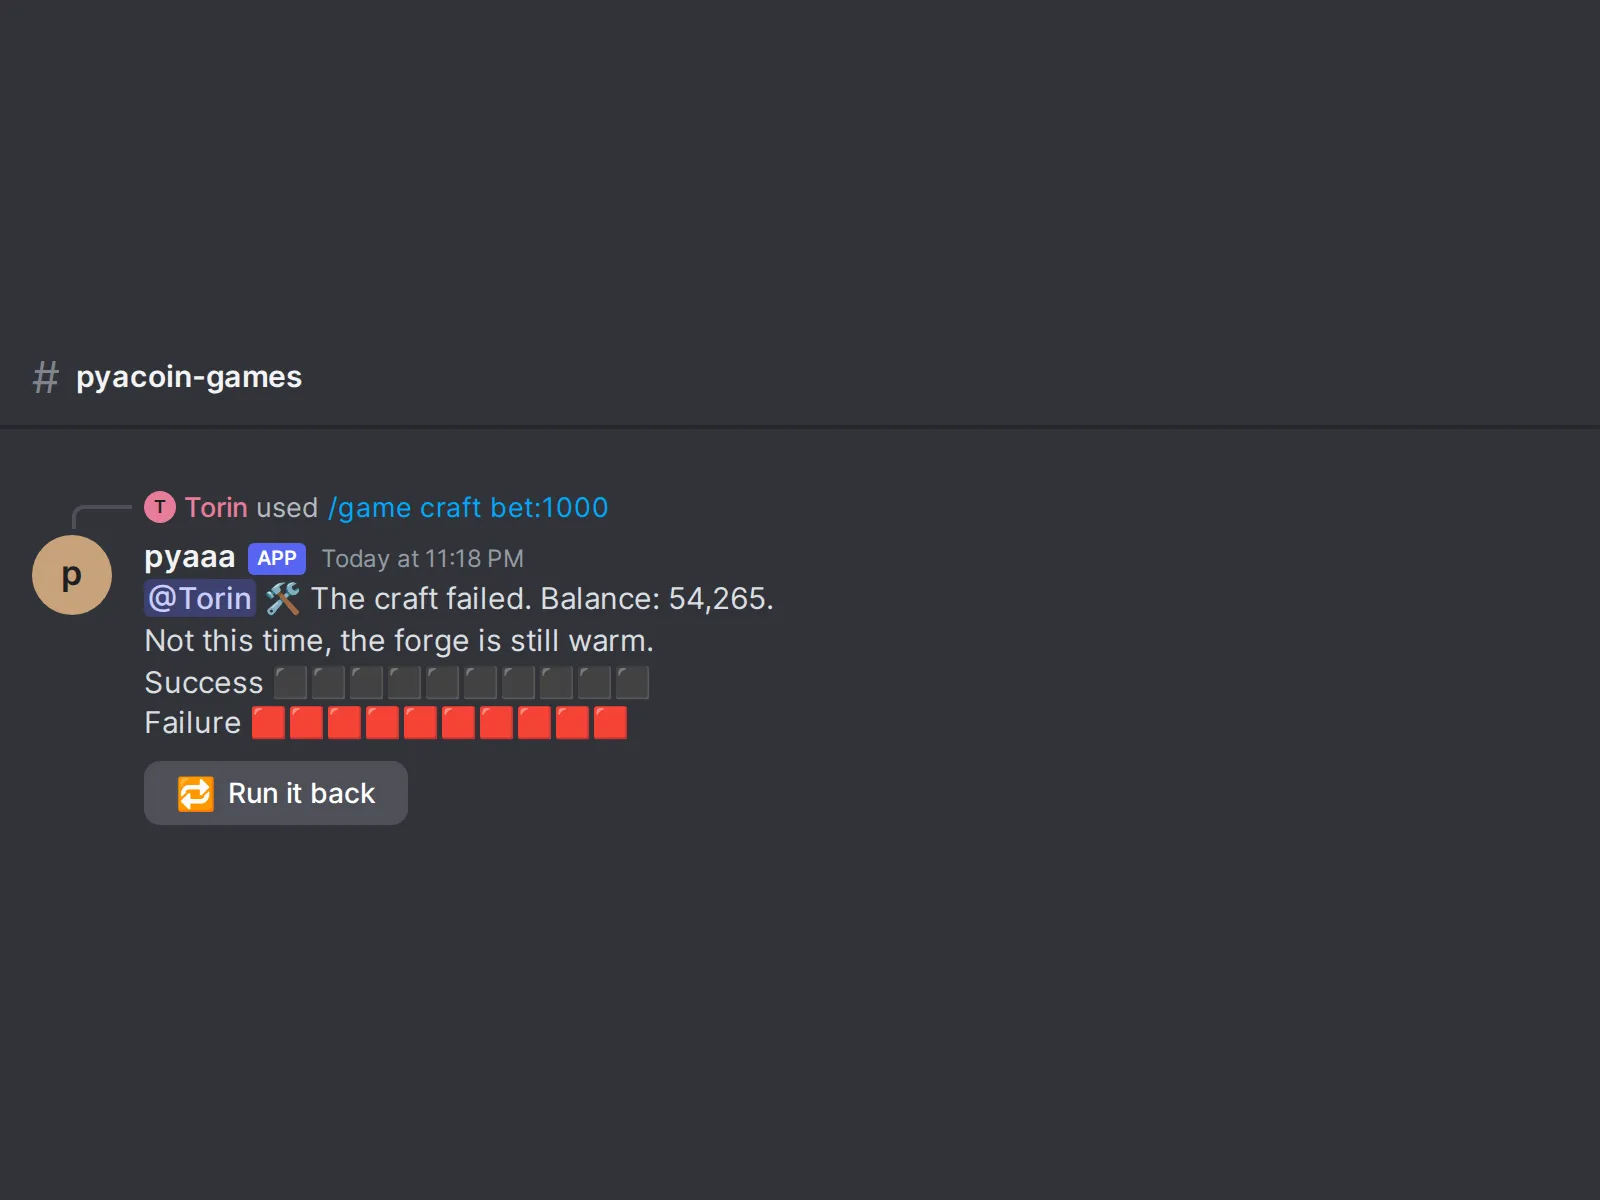 # pyacoin-games
T Torin used /game craft bet:1000
p
pyaaa APP Today at 11:18 PM
@Torin 🛠️ The craft failed. Balance: 54,265.
Not this time, the forge is still warm.
Success ⬛⬛⬛⬛⬛⬛⬛⬛⬛⬛
Failure 🟥🟥🟥🟥🟥🟥🟥🟥🟥🟥
🔁 Run it back